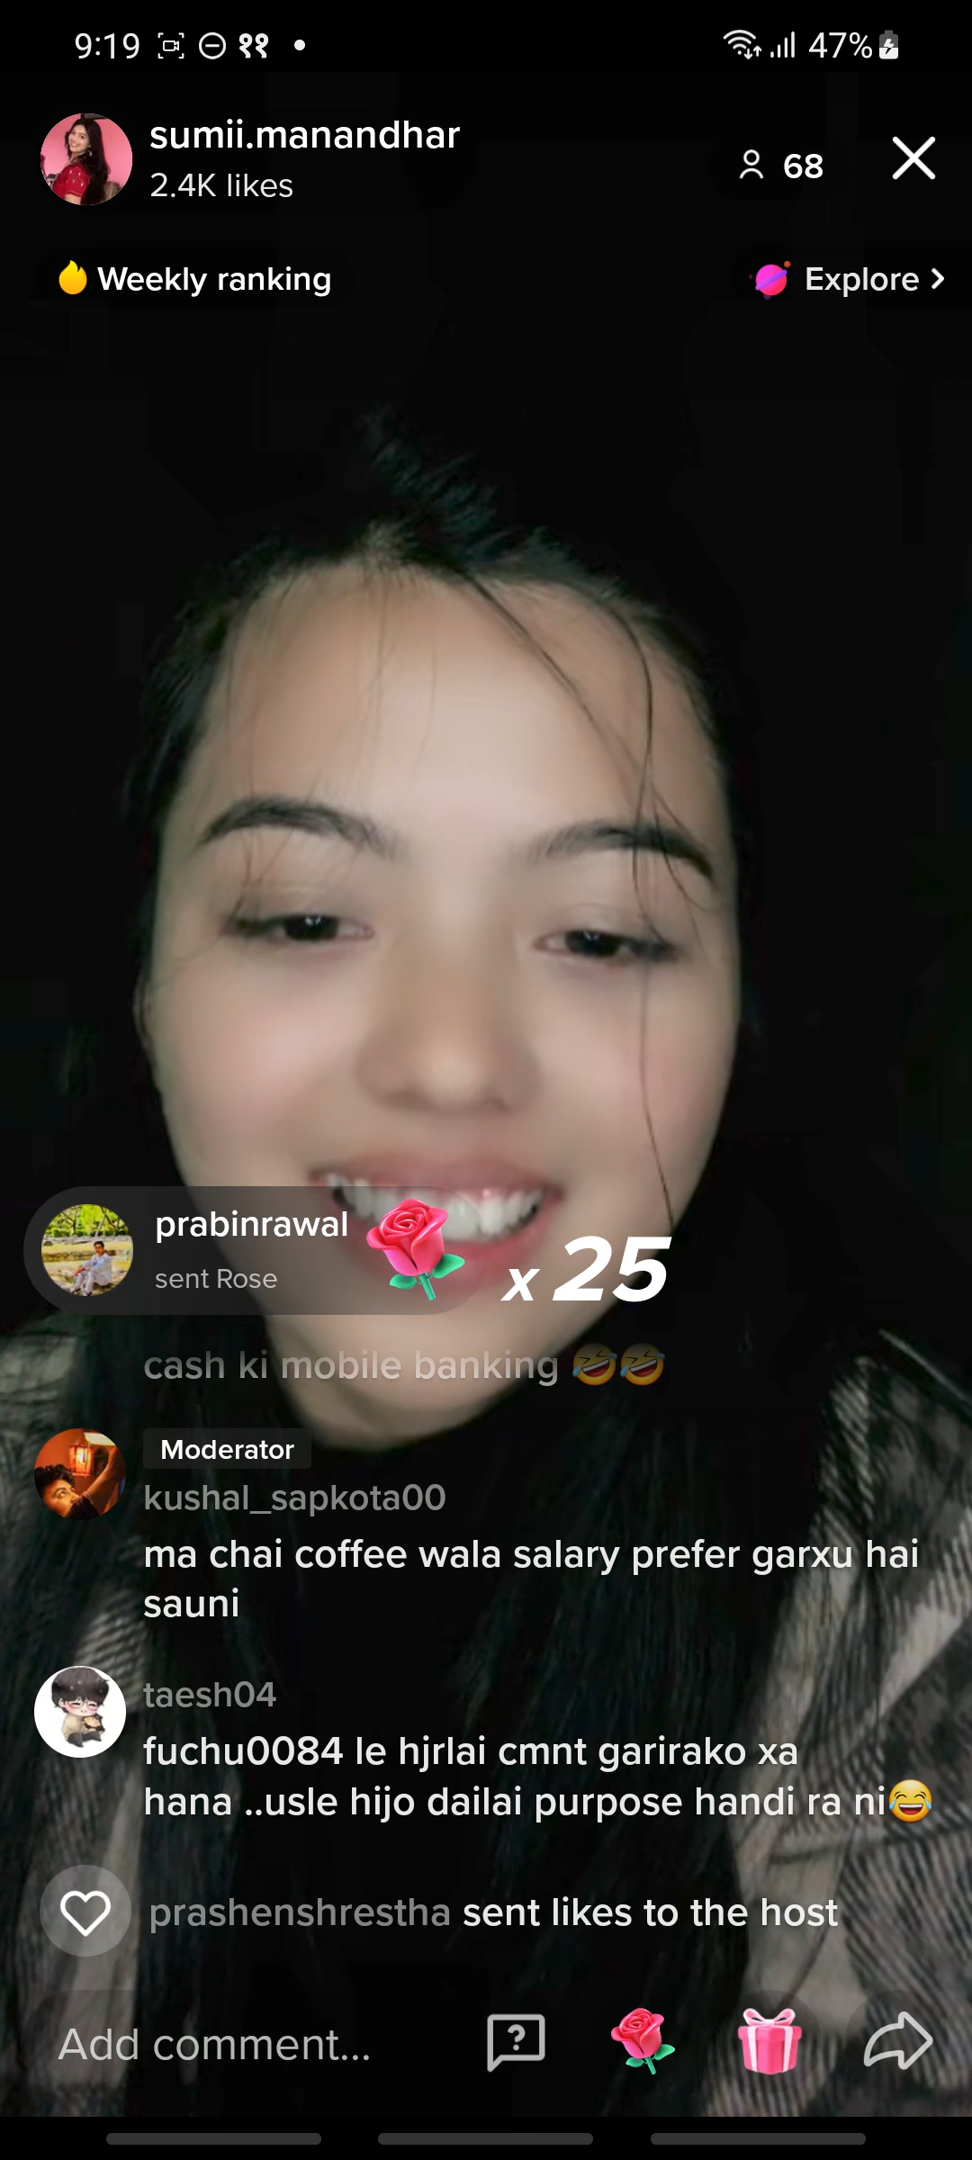 9:19
११
47%
sumii.manandhar
2.4K likes
68
Weekly ranking
Explore >
prabinrawal
sent Rose
x 25
cash ki mobile banking 🤣🤣
Moderator
kushal_sapkota00
ma chai coffee wala salary prefer garxu hai
sauni
taesh04
fuchu0084 le hjrlai cmnt garirako xa
hana ..usle hijo dailai purpose handi ra ni😂
prashenshrestha sent likes to the host
Add comment...